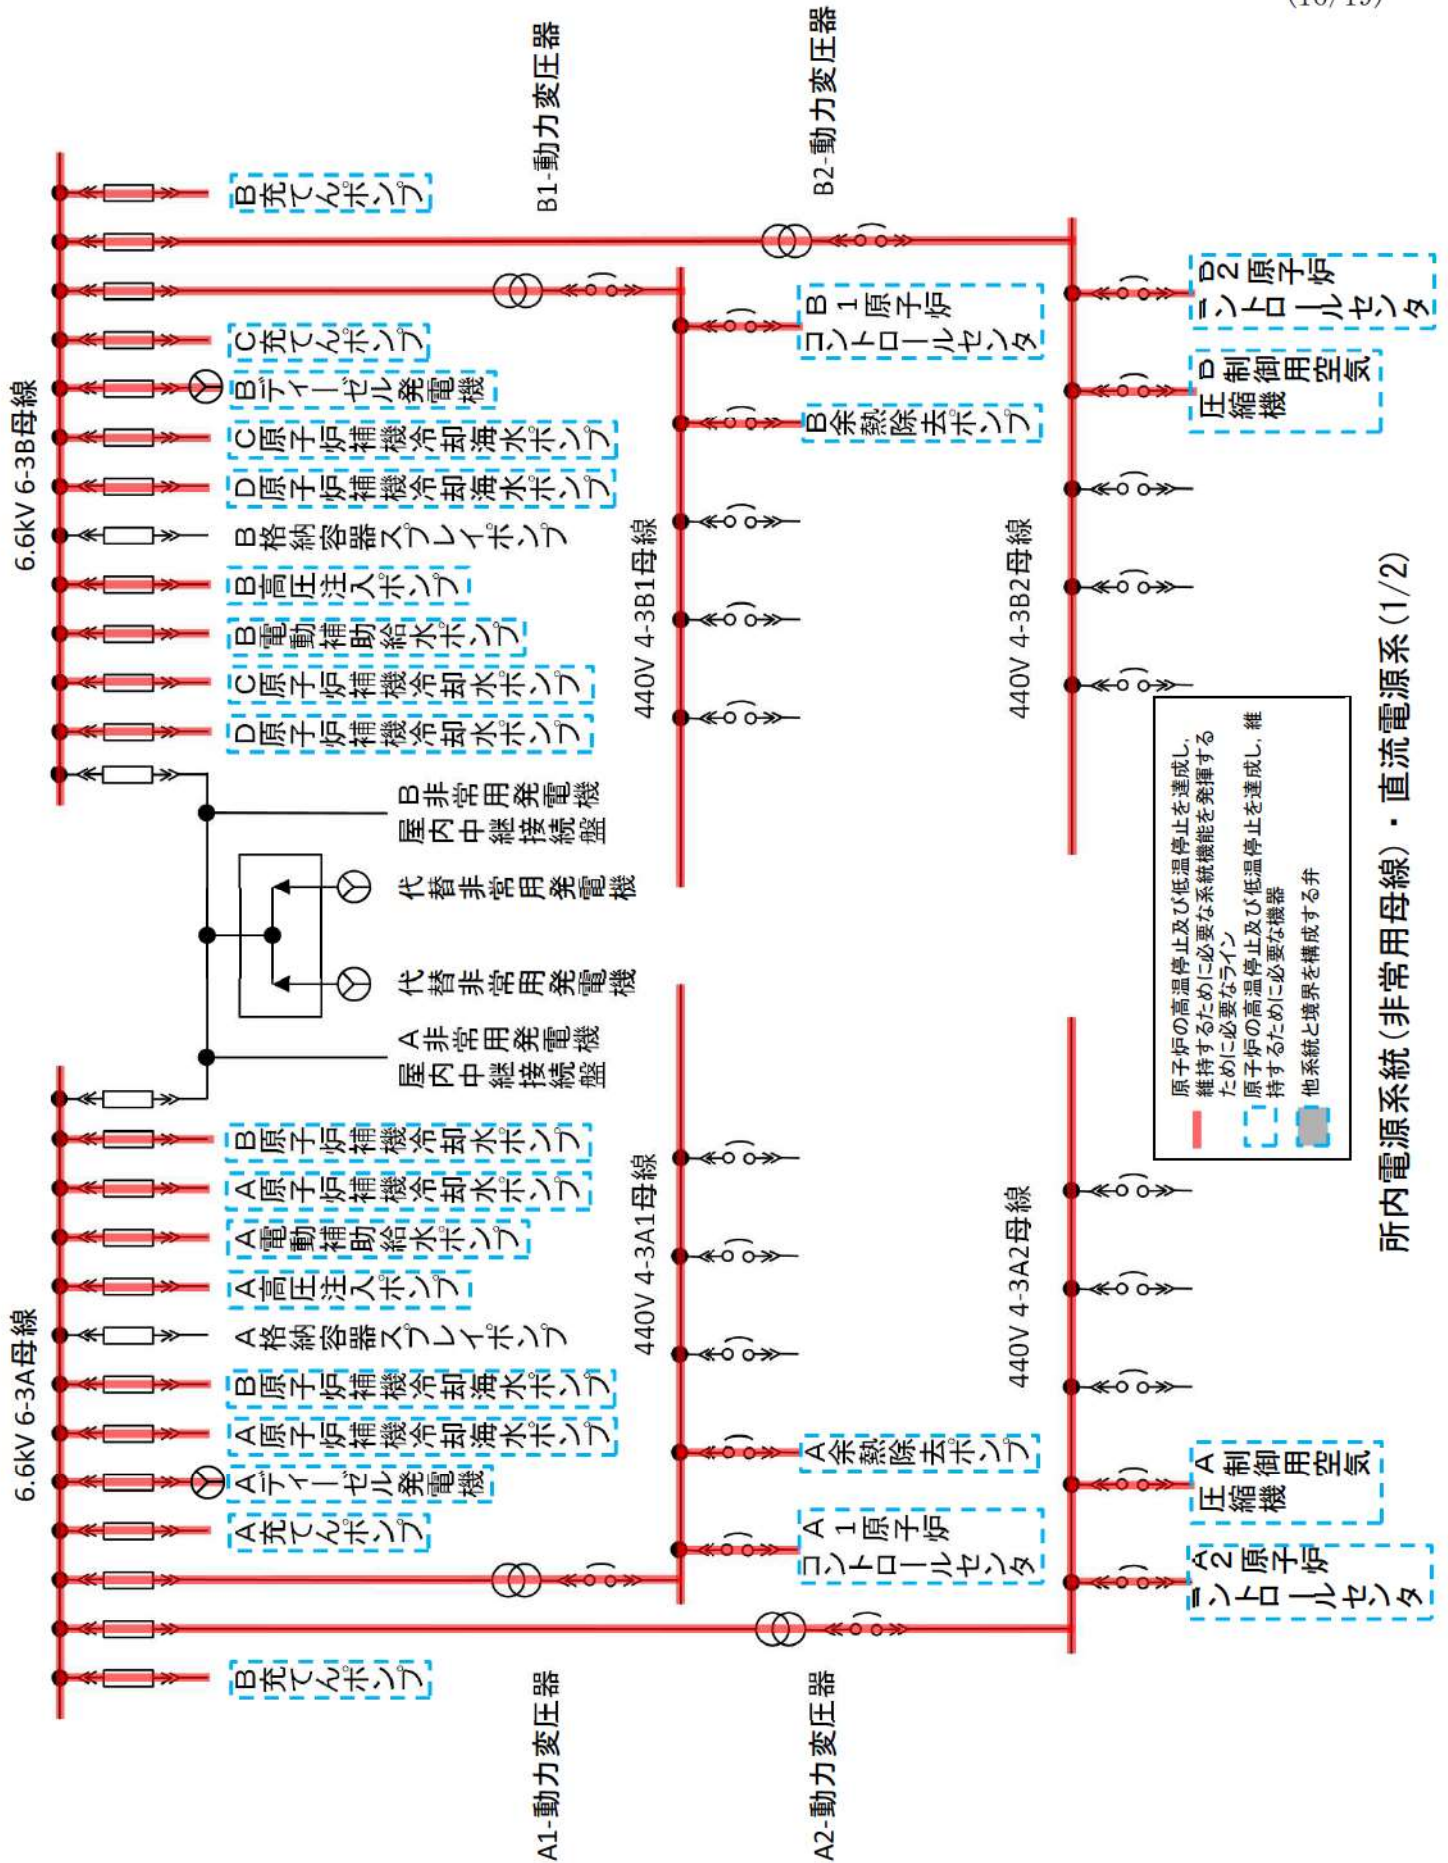 (16/19)
6.6kV 6-3A母線
6.6kV 6-3B母線
B充てんポンプ
A充てんポンプ
Aディーゼル発電機
A原子炉補機冷却海水ポンプ
B原子炉補機冷却海水ポンプ
A格納容器スプレイポンプ
A高圧注入ポンプ
A電動補助給水ポンプ
A原子炉補機冷却水ポンプ
B原子炉補機冷却水ポンプ
A非常用発電機
屋内中継接続盤
代替非常用発電機
代替非常用発電機
B非常用発電機
屋内中継接続盤
D原子炉補機冷却水ポンプ
C原子炉補機冷却水ポンプ
B電動補助給水ポンプ
B高圧注入ポンプ
B格納容器スプレイポンプ
D原子炉補機冷却海水ポンプ
C原子炉補機冷却海水ポンプ
Bディーゼル発電機
C充てんポンプ
B充てんポンプ
A1-動力変圧器
B1-動力変圧器
440V 4-3A1母線
440V 4-3B1母線
A1原子炉
コントロールセンタ
A余熱除去ポンプ
B余熱除去ポンプ
B1原子炉
コントロールセンタ
A2-動力変圧器
B2-動力変圧器
440V 4-3A2母線
440V 4-3B2母線
A2原子炉
コントロールセンタ
A制御用空気
圧縮機
B制御用空気
圧縮機
B2原子炉
コントロールセンタ
原子炉の高温停止及び低温停止を達成し,
維持するために必要な系統機能を発揮する
ために必要なライン
原子炉の高温停止及び低温停止を達成し, 維
持するために必要な機器
他系統と境界を構成する弁
所内電源系統(非常用母線)・直流電源系(1/2)